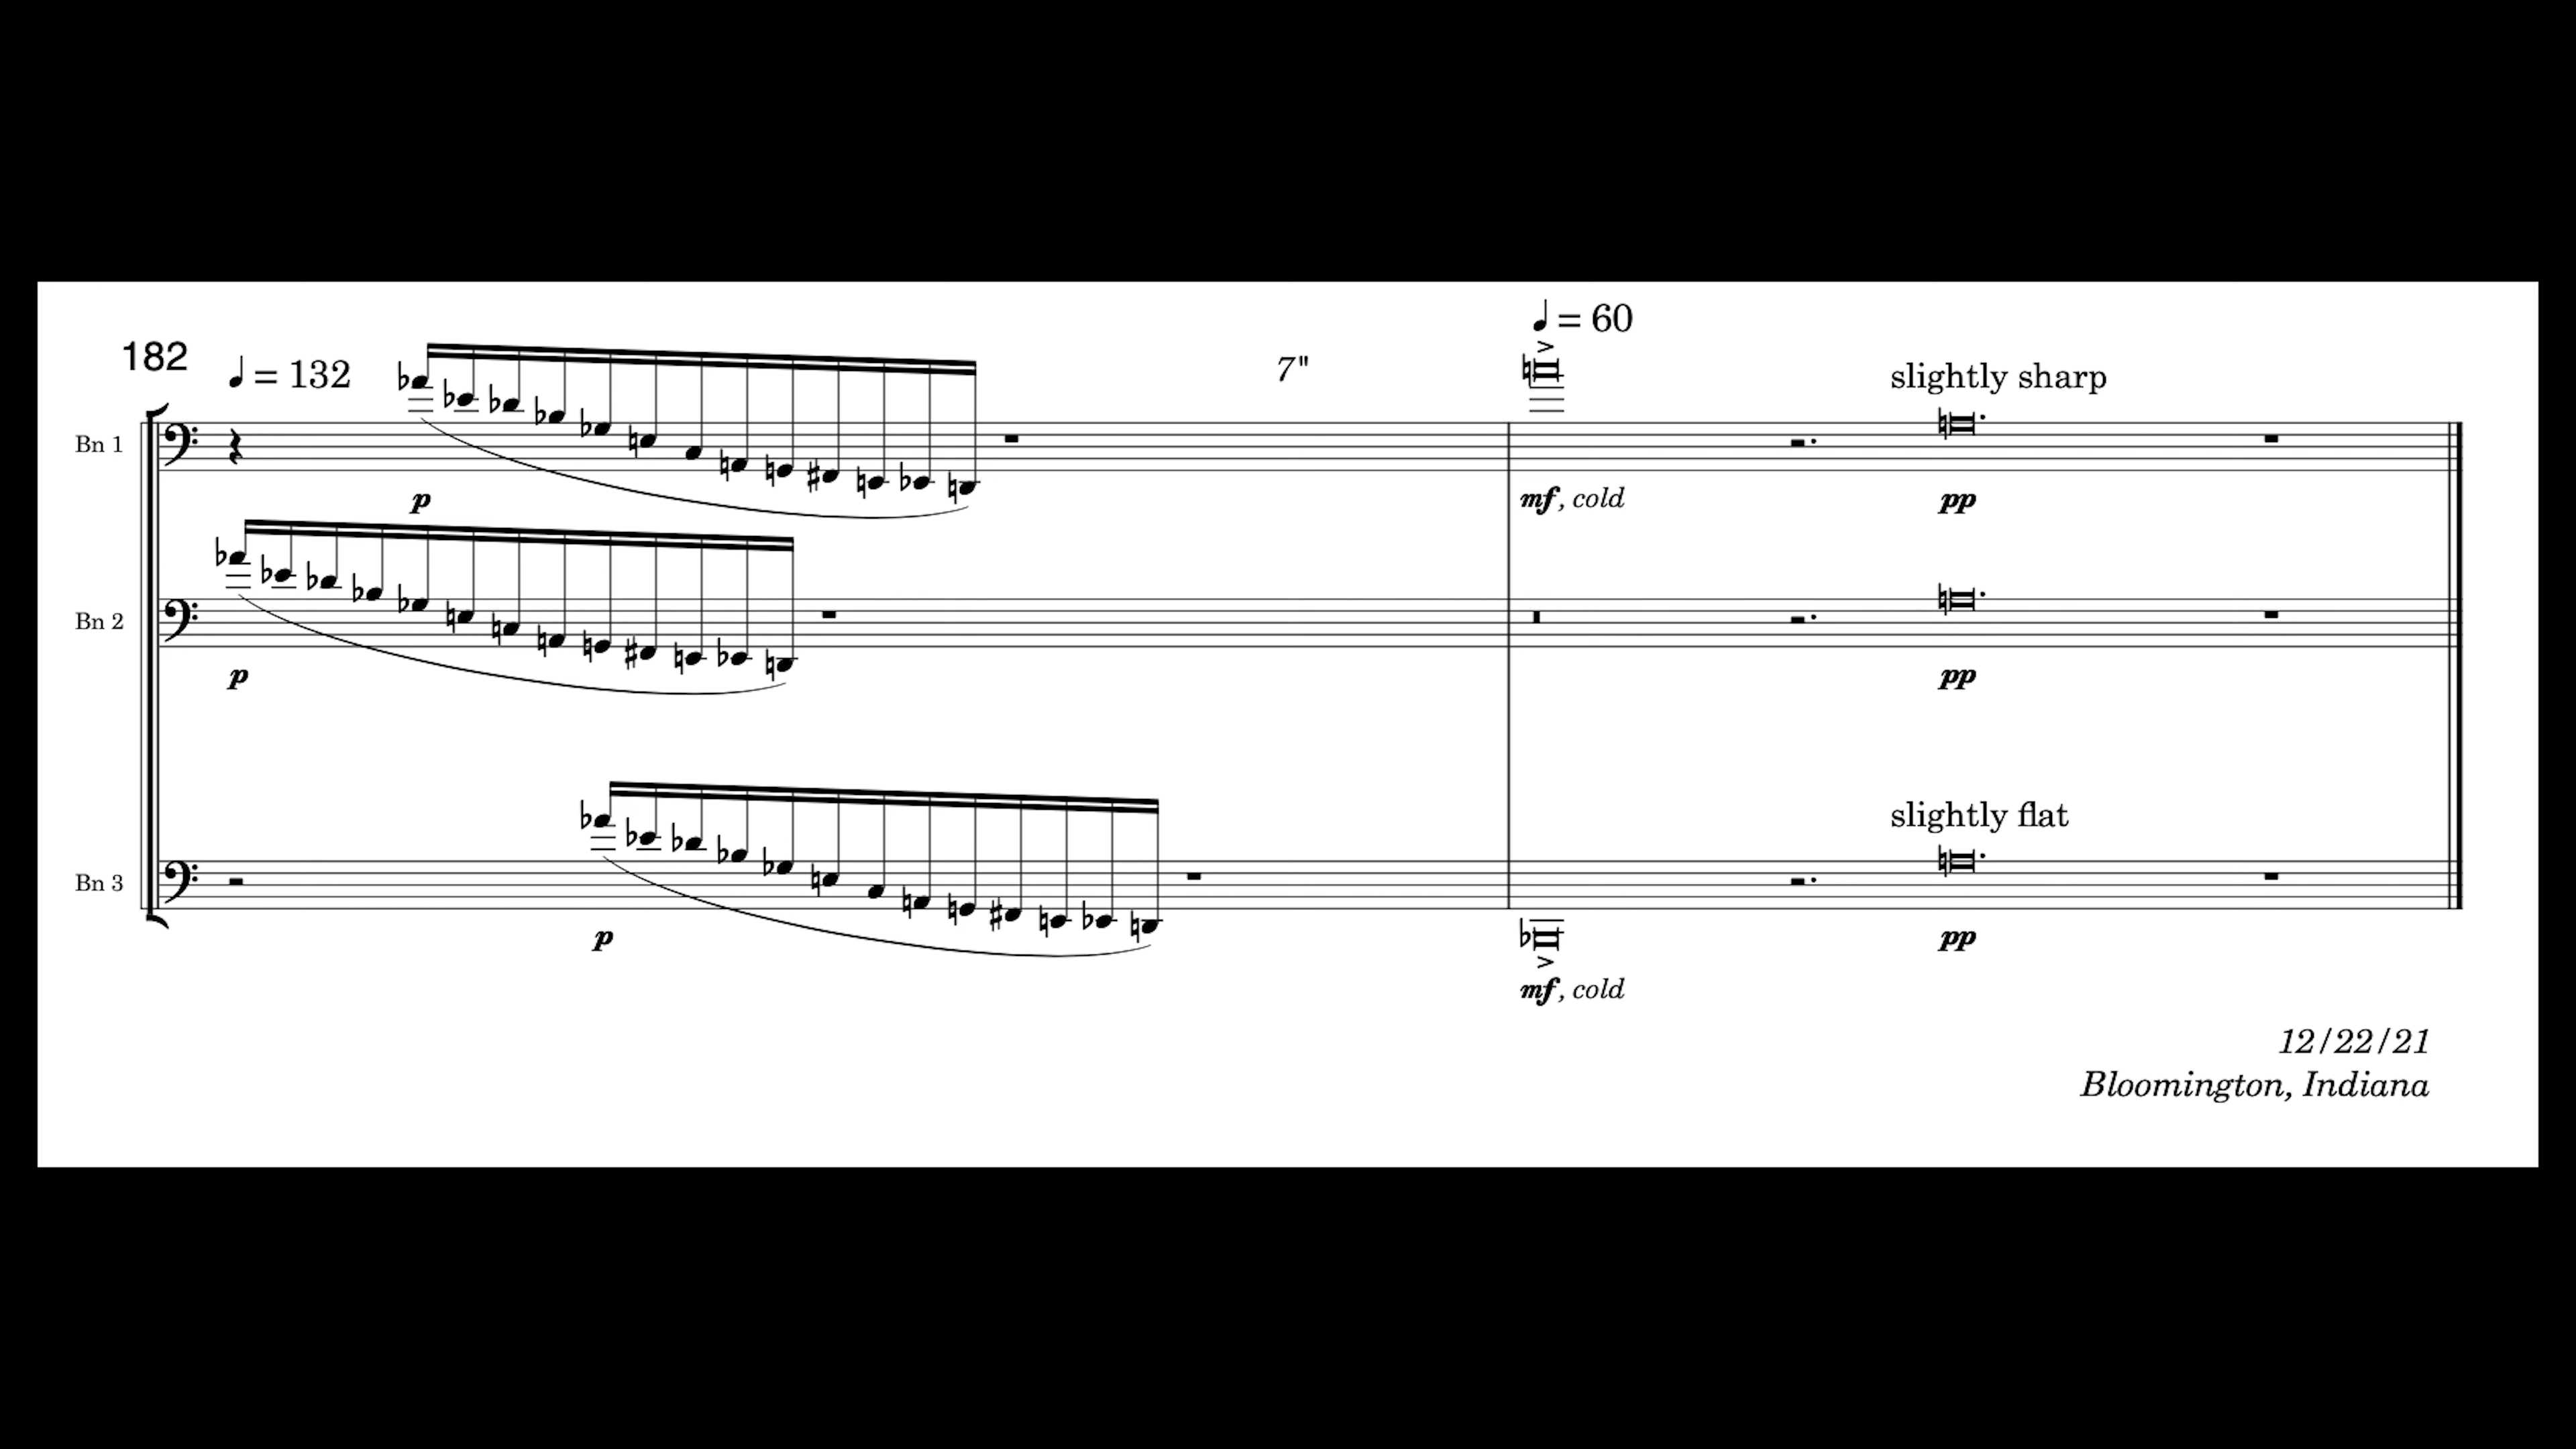 182
♩ = 132
7"
♩ = 60
slightly sharp
Bn 1
p
mf, cold
pp
Bn 2
p
pp
slightly flat
Bn 3
p
pp
mf, cold
12/22/21
Bloomington, Indiana